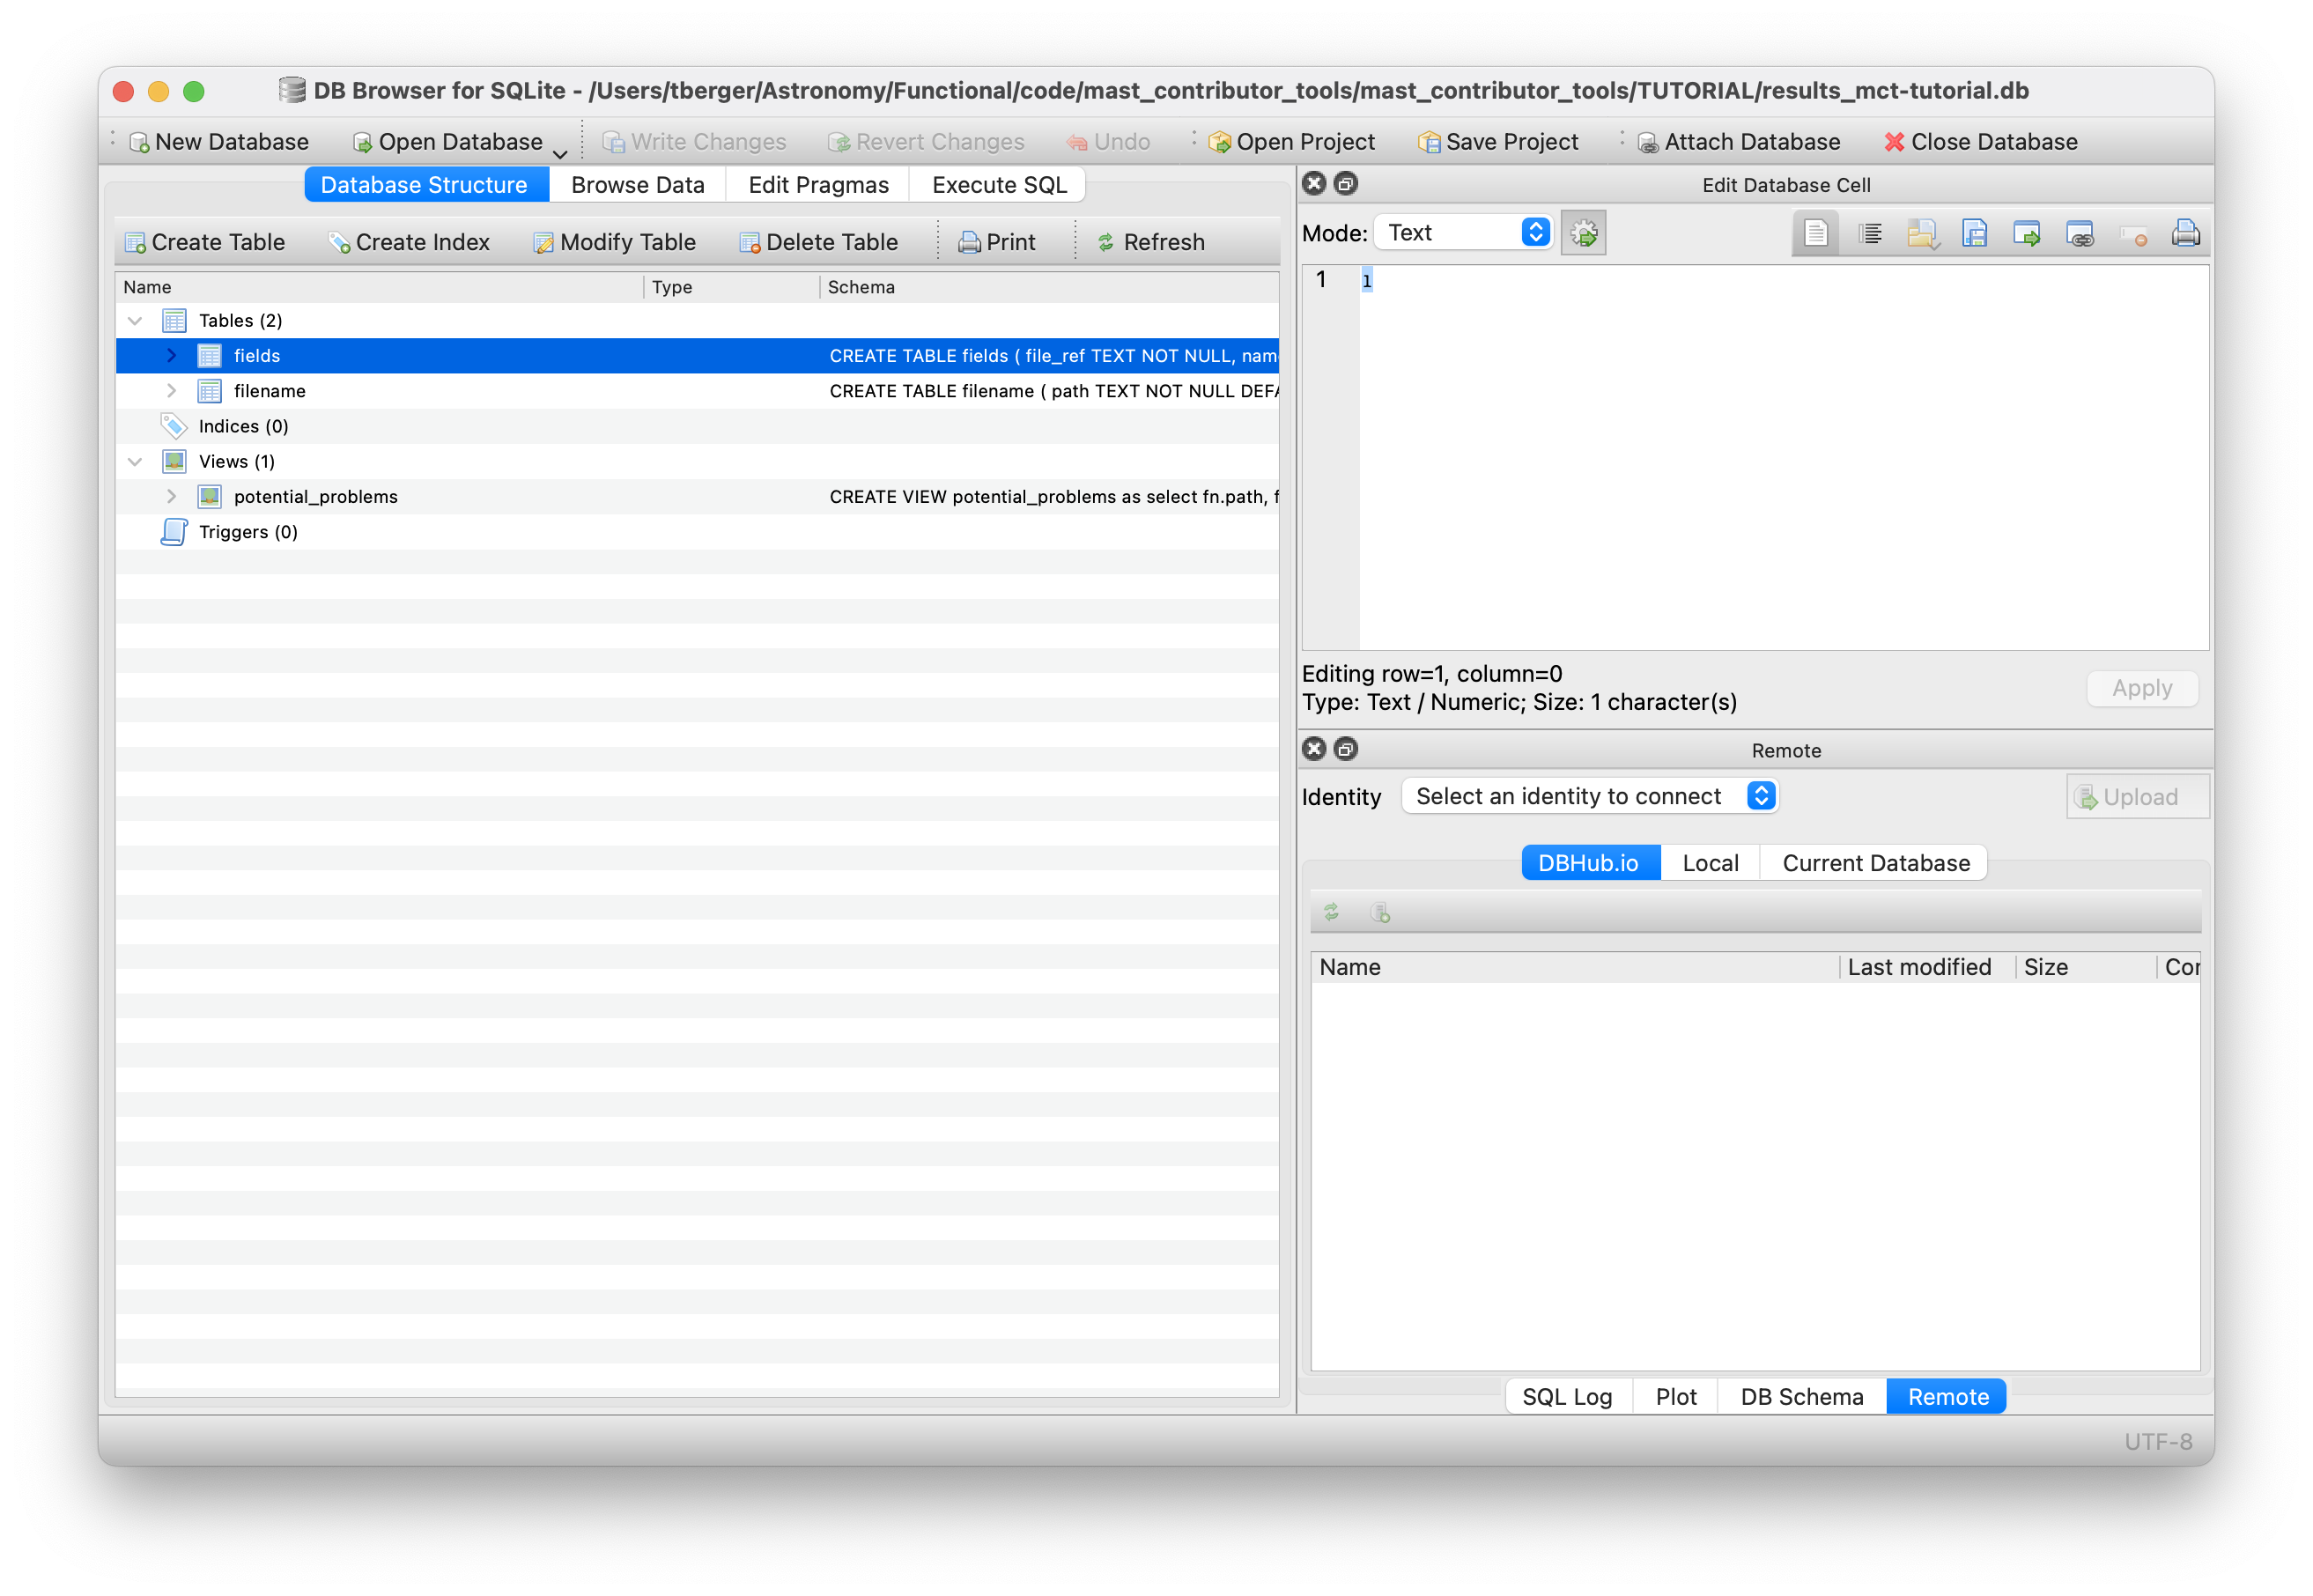 DB Browser for SQLite - /Users/tberger/Astronomy/Functional/code/mast_contributor_tools/mast_contributor_tools/TUTORIAL/results_mct-tutorial.db
New Database Open Database Write Changes Revert Changes Undo Open Project Save Project Attach Database Close Database
Database Structure Browse Data Edit Pragmas Execute SQL
Create Table Create Index Modify Table Delete Table Print Refresh
Name Type Schema
Tables (2)
fields CREATE TABLE fields ( file_ref TEXT NOT NULL, nam
filename CREATE TABLE filename ( path TEXT NOT NULL DEFA
Indices (0)
Views (1)
potential_problems CREATE VIEW potential_problems as select fn.path, f
Triggers (0)
Edit Database Cell
Mode: Text
1 1
Editing row=1, column=0
Type: Text / Numeric; Size: 1 character(s)
Apply
Remote
Identity Select an identity to connect Upload
DBHub.io Local Current Database
Name Last modified Size Cor
SQL Log Plot DB Schema Remote
UTF-8